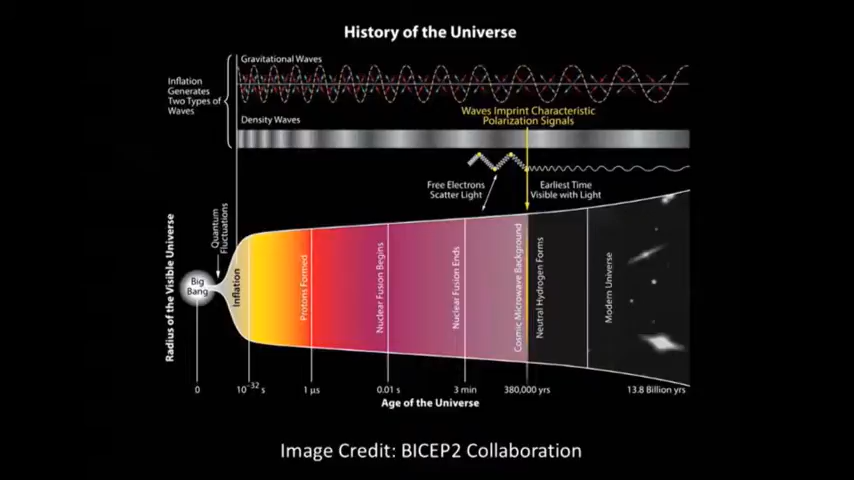 History of the Universe
Gravitational Waves
Inflation
Generates
Two Types of
Waves
Waves Imprint Characteristic
Polarization Signals
Density Waves
Free Electrons
Scatter Light
Earliest Time
Visible with Light
Radius of the Visible Universe
Quantum
Fluctuations
Big
Bang
Inflation
Protons Formed
Nuclear Fusion Begins
Nuclear Fusion Ends
Cosmic Microwave Background
Neutral Hydrogen Forms
Modern Universe
0
10⁻³² s
1 µs
0.01 s
3 min
380,000 yrs
13.8 Billion yrs
Age of the Universe
Image Credit: BICEP2 Collaboration